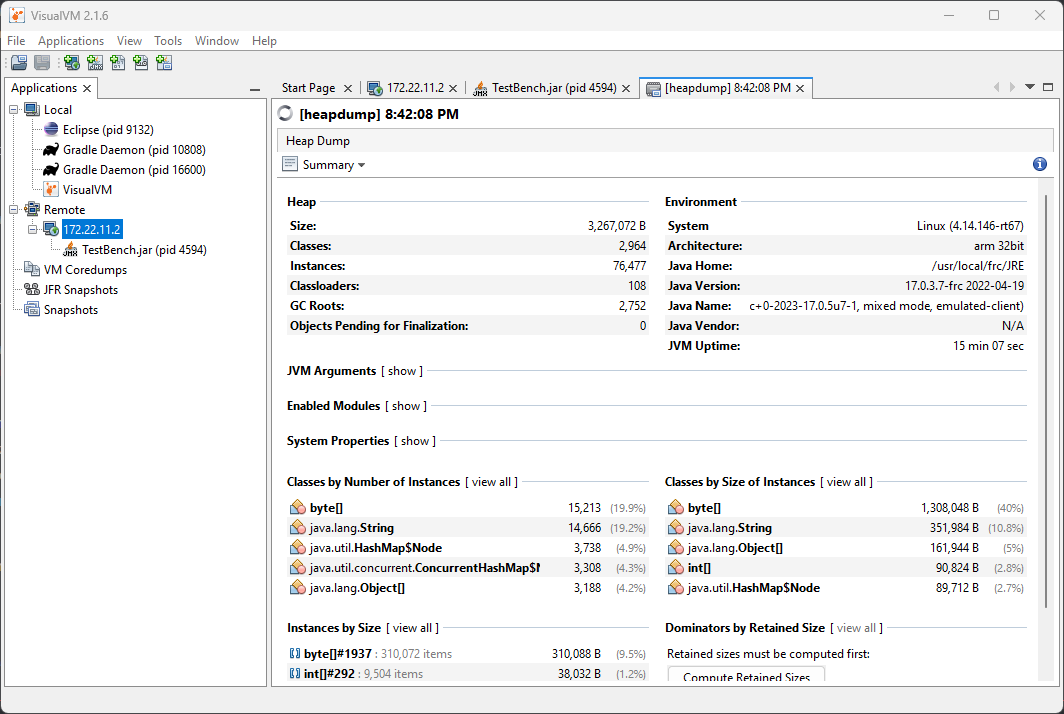 VisualVM 2.1.6
File Applications View Tools Window Help
Applications
Start Page 172.22.11.2 TestBench.jar (pid 4594) [heapdump] 8:42:08 PM
Local
Eclipse (pid 9132)
Gradle Daemon (pid 10808)
Gradle Daemon (pid 16600)
VisualVM
Remote
172.22.11.2
TestBench.jar (pid 4594)
VM Coredumps
JFR Snapshots
Snapshots
[heapdump] 8:42:08 PM
Heap Dump
Summary
Heap
Size: 3,267,072 B
Classes: 2,964
Instances: 76,477
Classloaders: 108
GC Roots: 2,752
Objects Pending for Finalization: 0
Environment
System Linux (4.14.146-rt67)
Architecture: arm 32bit
Java Home: /usr/local/frc/JRE
Java Version: 17.0.3.7-frc 2022-04-19
Java Name: c+0-2023-17.0.5u7-1, mixed mode, emulated-client)
Java Vendor: N/A
JVM Uptime: 15 min 07 sec
JVM Arguments [ show ]
Enabled Modules [ show ]
System Properties [ show ]
Classes by Number of Instances [ view all ]
byte[] 15,213 (19.9%)
java.lang.String 14,666 (19.2%)
java.util.HashMap$Node 3,738 (4.9%)
java.util.concurrent.ConcurrentHashMap$N 3,308 (4.3%)
java.lang.Object[] 3,188 (4.2%)
Classes by Size of Instances [ view all ]
byte[] 1,308,048 B (40%)
java.lang.String 351,984 B (10.8%)
java.lang.Object[] 161,944 B (5%)
int[] 90,824 B (2.8%)
java.util.HashMap$Node 89,712 B (2.7%)
Instances by Size [ view all ]
byte[]#1937 : 310,072 items 310,088 B (9.5%)
int[]#292 : 9,504 items 38,032 B (1.2%)
Dominators by Retained Size [ view all ]
Retained sizes must be computed first:
Compute Retained Sizes